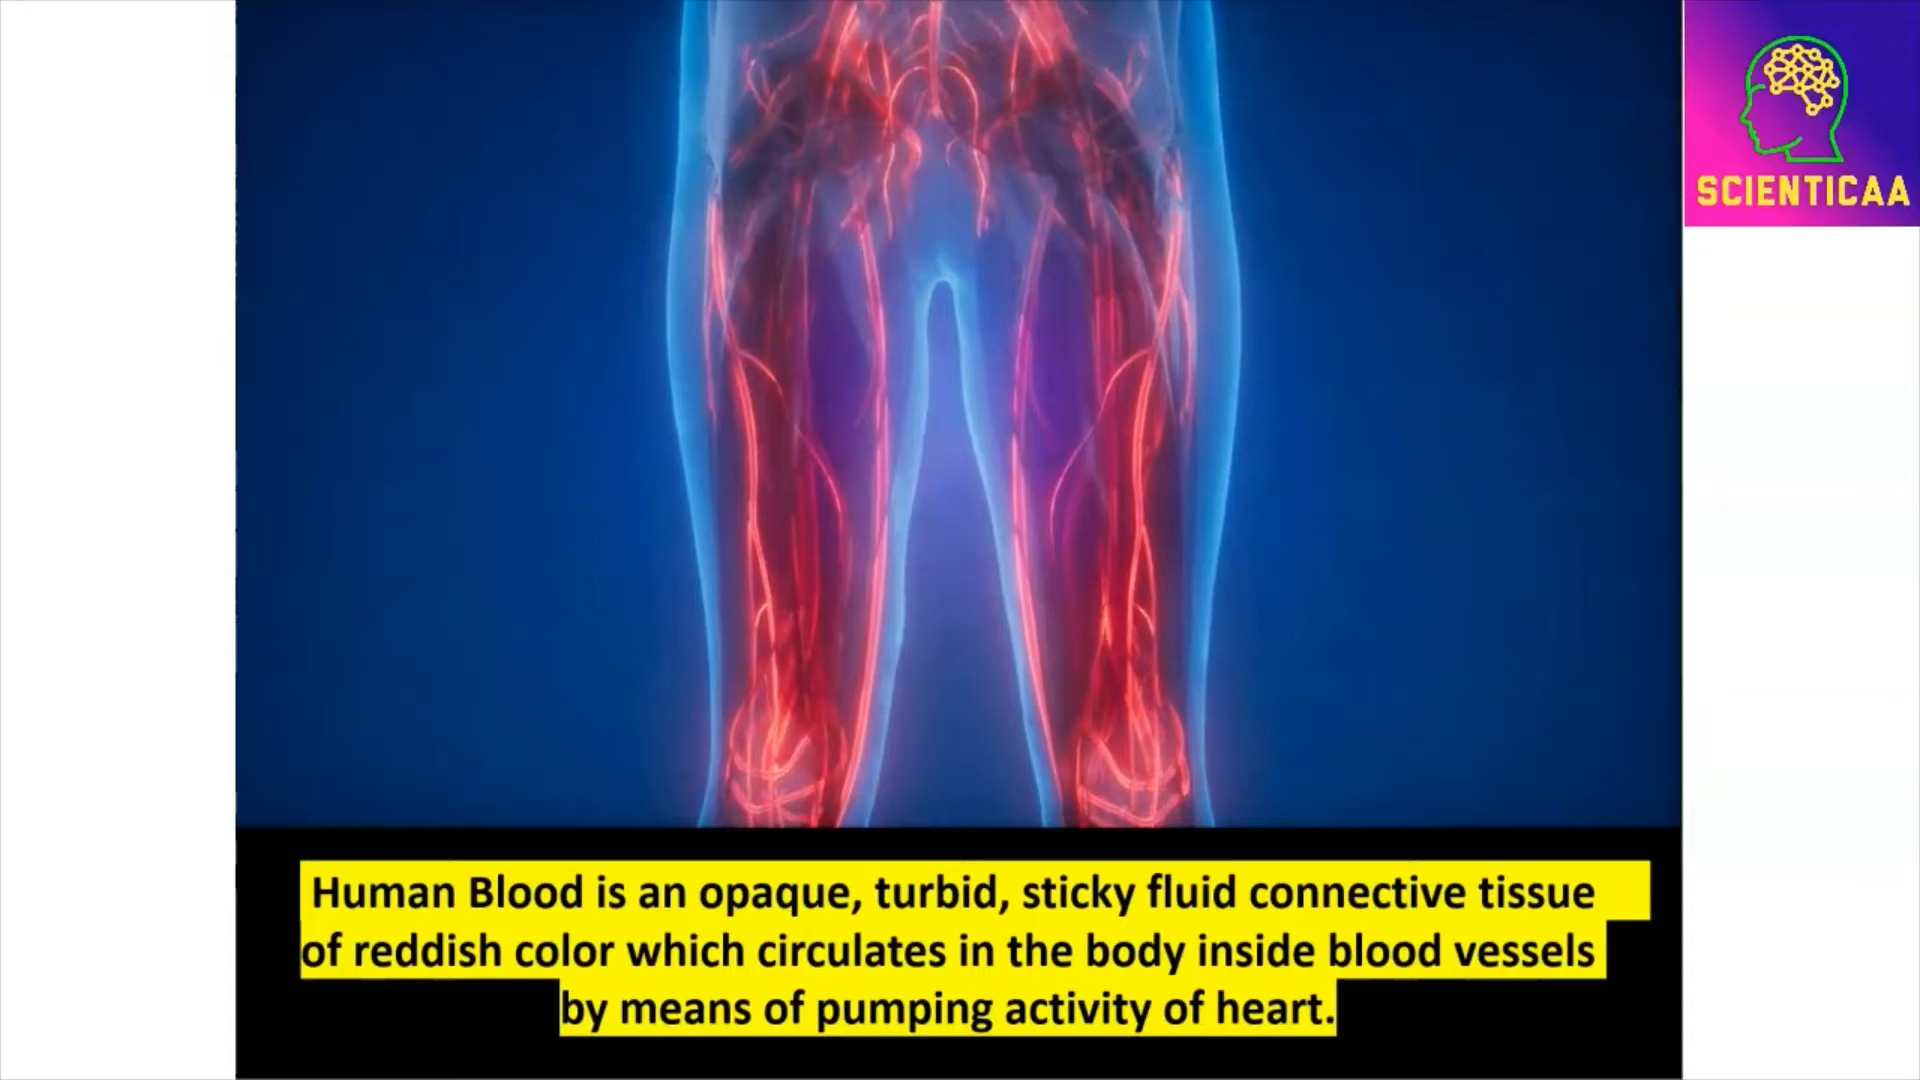 SCIENTICAA
Human Blood is an opaque, turbid, sticky fluid connective tissue
of reddish color which circulates in the body inside blood vessels
by means of pumping activity of heart.